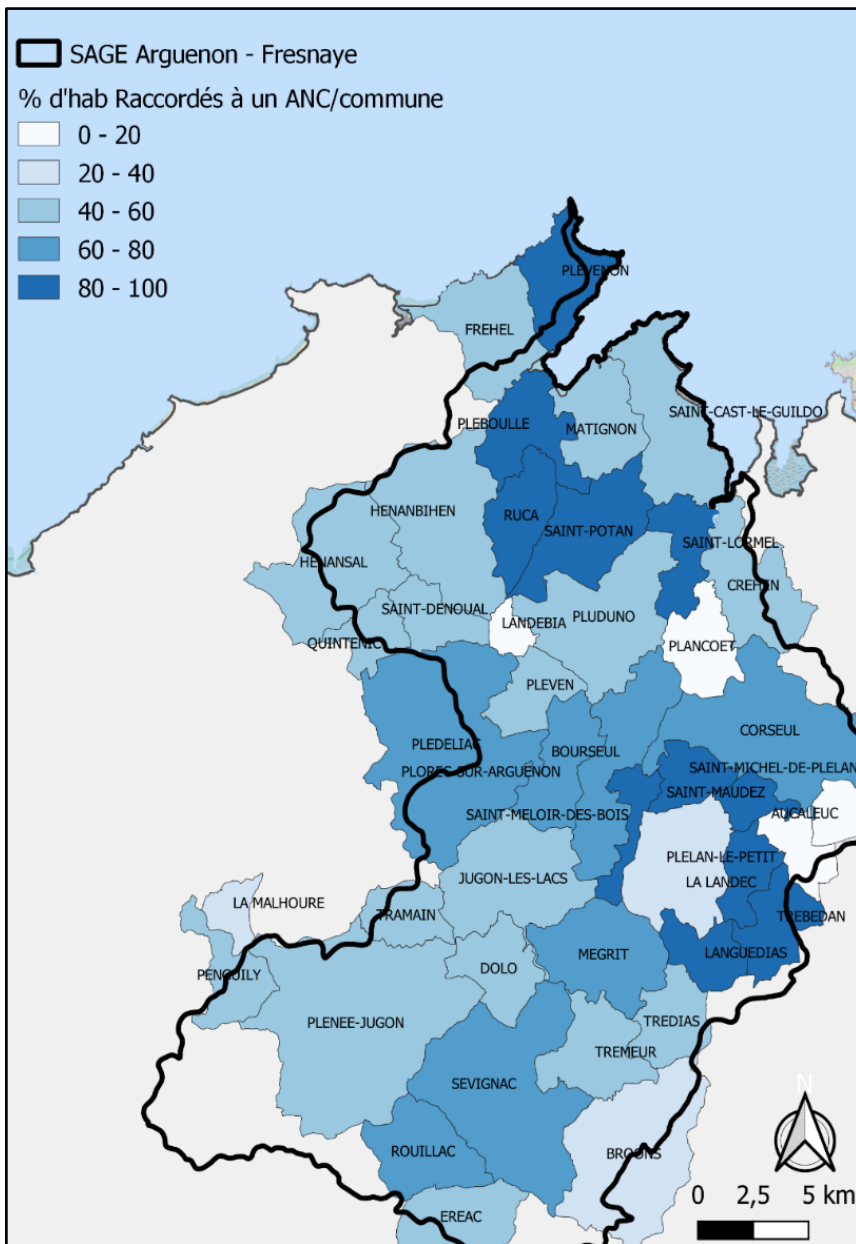 SAGE Arguenon - Fresnaye
% d'hab Raccordés à un ANC/commune
0 - 20
20 - 40
40 - 60
60 - 80
80 - 100
PLEVENON
FREHEL
SAINT-CAST-LE-GUILDO
PLEBOULLE
MATIGNON
HENANBIHEN
RUCA
SAINT-POTAN
SAINT-LORMEL
HENANSAL
CREHEN
SAINT-DENOUAL
LANDEBIA
PLUDUNO
QUINTENIC
PLANCOET
PLEVEN
CORSEUL
PLEDELIAC
BOURSEUL
SAINT-MICHEL-DE-PLELAN
PLOREC-SUR-ARGUENON
SAINT-MAUDEZ
SAINT-MELOIR-DES-BOIS
AUCALEUC
PLELAN-LE-PETIT
JUGON-LES-LACS
LA LANDEC
LA MALHOURE
TRAMAIN
TREBEDAN
MEGRIT
LANGUEDIAS
PENGUILY
DOLO
PLENEE-JUGON
TREDIAS
TREMEUR
SEVIGNAC
N
ROUILLAC
BROONS
EREAC
0 2,5 5 km